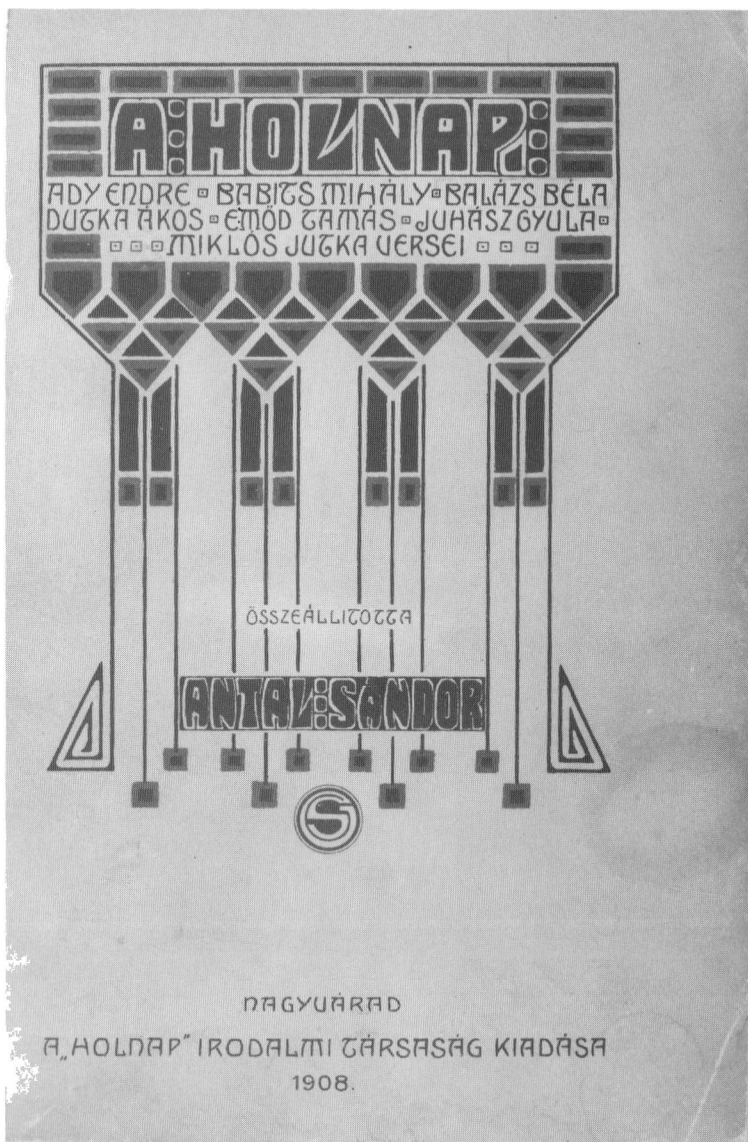 A HOLNAP
ADY ENDRE ▫ BABITS MIHÁLY ▫ BALÁZS BÉLA
DUTKA ÁKOS ▫ EMŐD TAMÁS ▫ JUHÁSZ GYULA ▫
▫ ▫ ▫ MIKLÓS JUTKA VERSEI ▫ ▫ ▫
ÖSSZEÁLLITOTTA
ANTAL SÁNDOR
NAGYVÁRAD
A „HOLNAP" IRODALMI TÁRSASÁG KIADÁSA
1908.